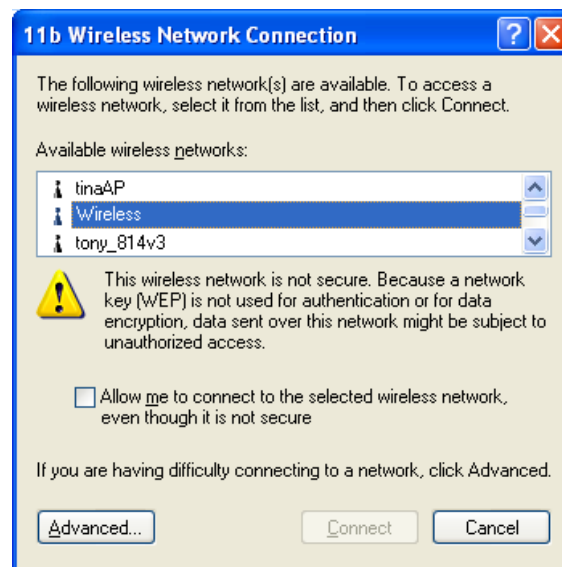 11b Wireless Network Connection
The following wireless network(s) are available. To access a
wireless network, select it from the list, and then click Connect.
Available wireless networks:
tinaAP
Wireless
tony_814v3
This wireless network is not secure. Because a network
key (WEP) is not used for authentication or for data
encryption, data sent over this network might be subject to
unauthorized access.
Allow me to connect to the selected wireless network,
even though it is not secure
If you are having difficulty connecting to a network, click Advanced.
Advanced... Connect Cancel